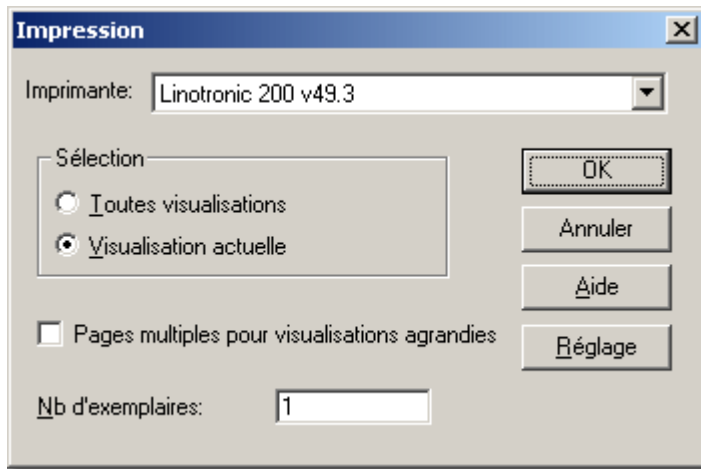 Impression
Imprimante: Linotronic 200 v49.3
Sélection
Toutes visualisations
Visualisation actuelle
OK
Annuler
Aide
Réglage
Pages multiples pour visualisations agrandies
Nb d'exemplaires: 1